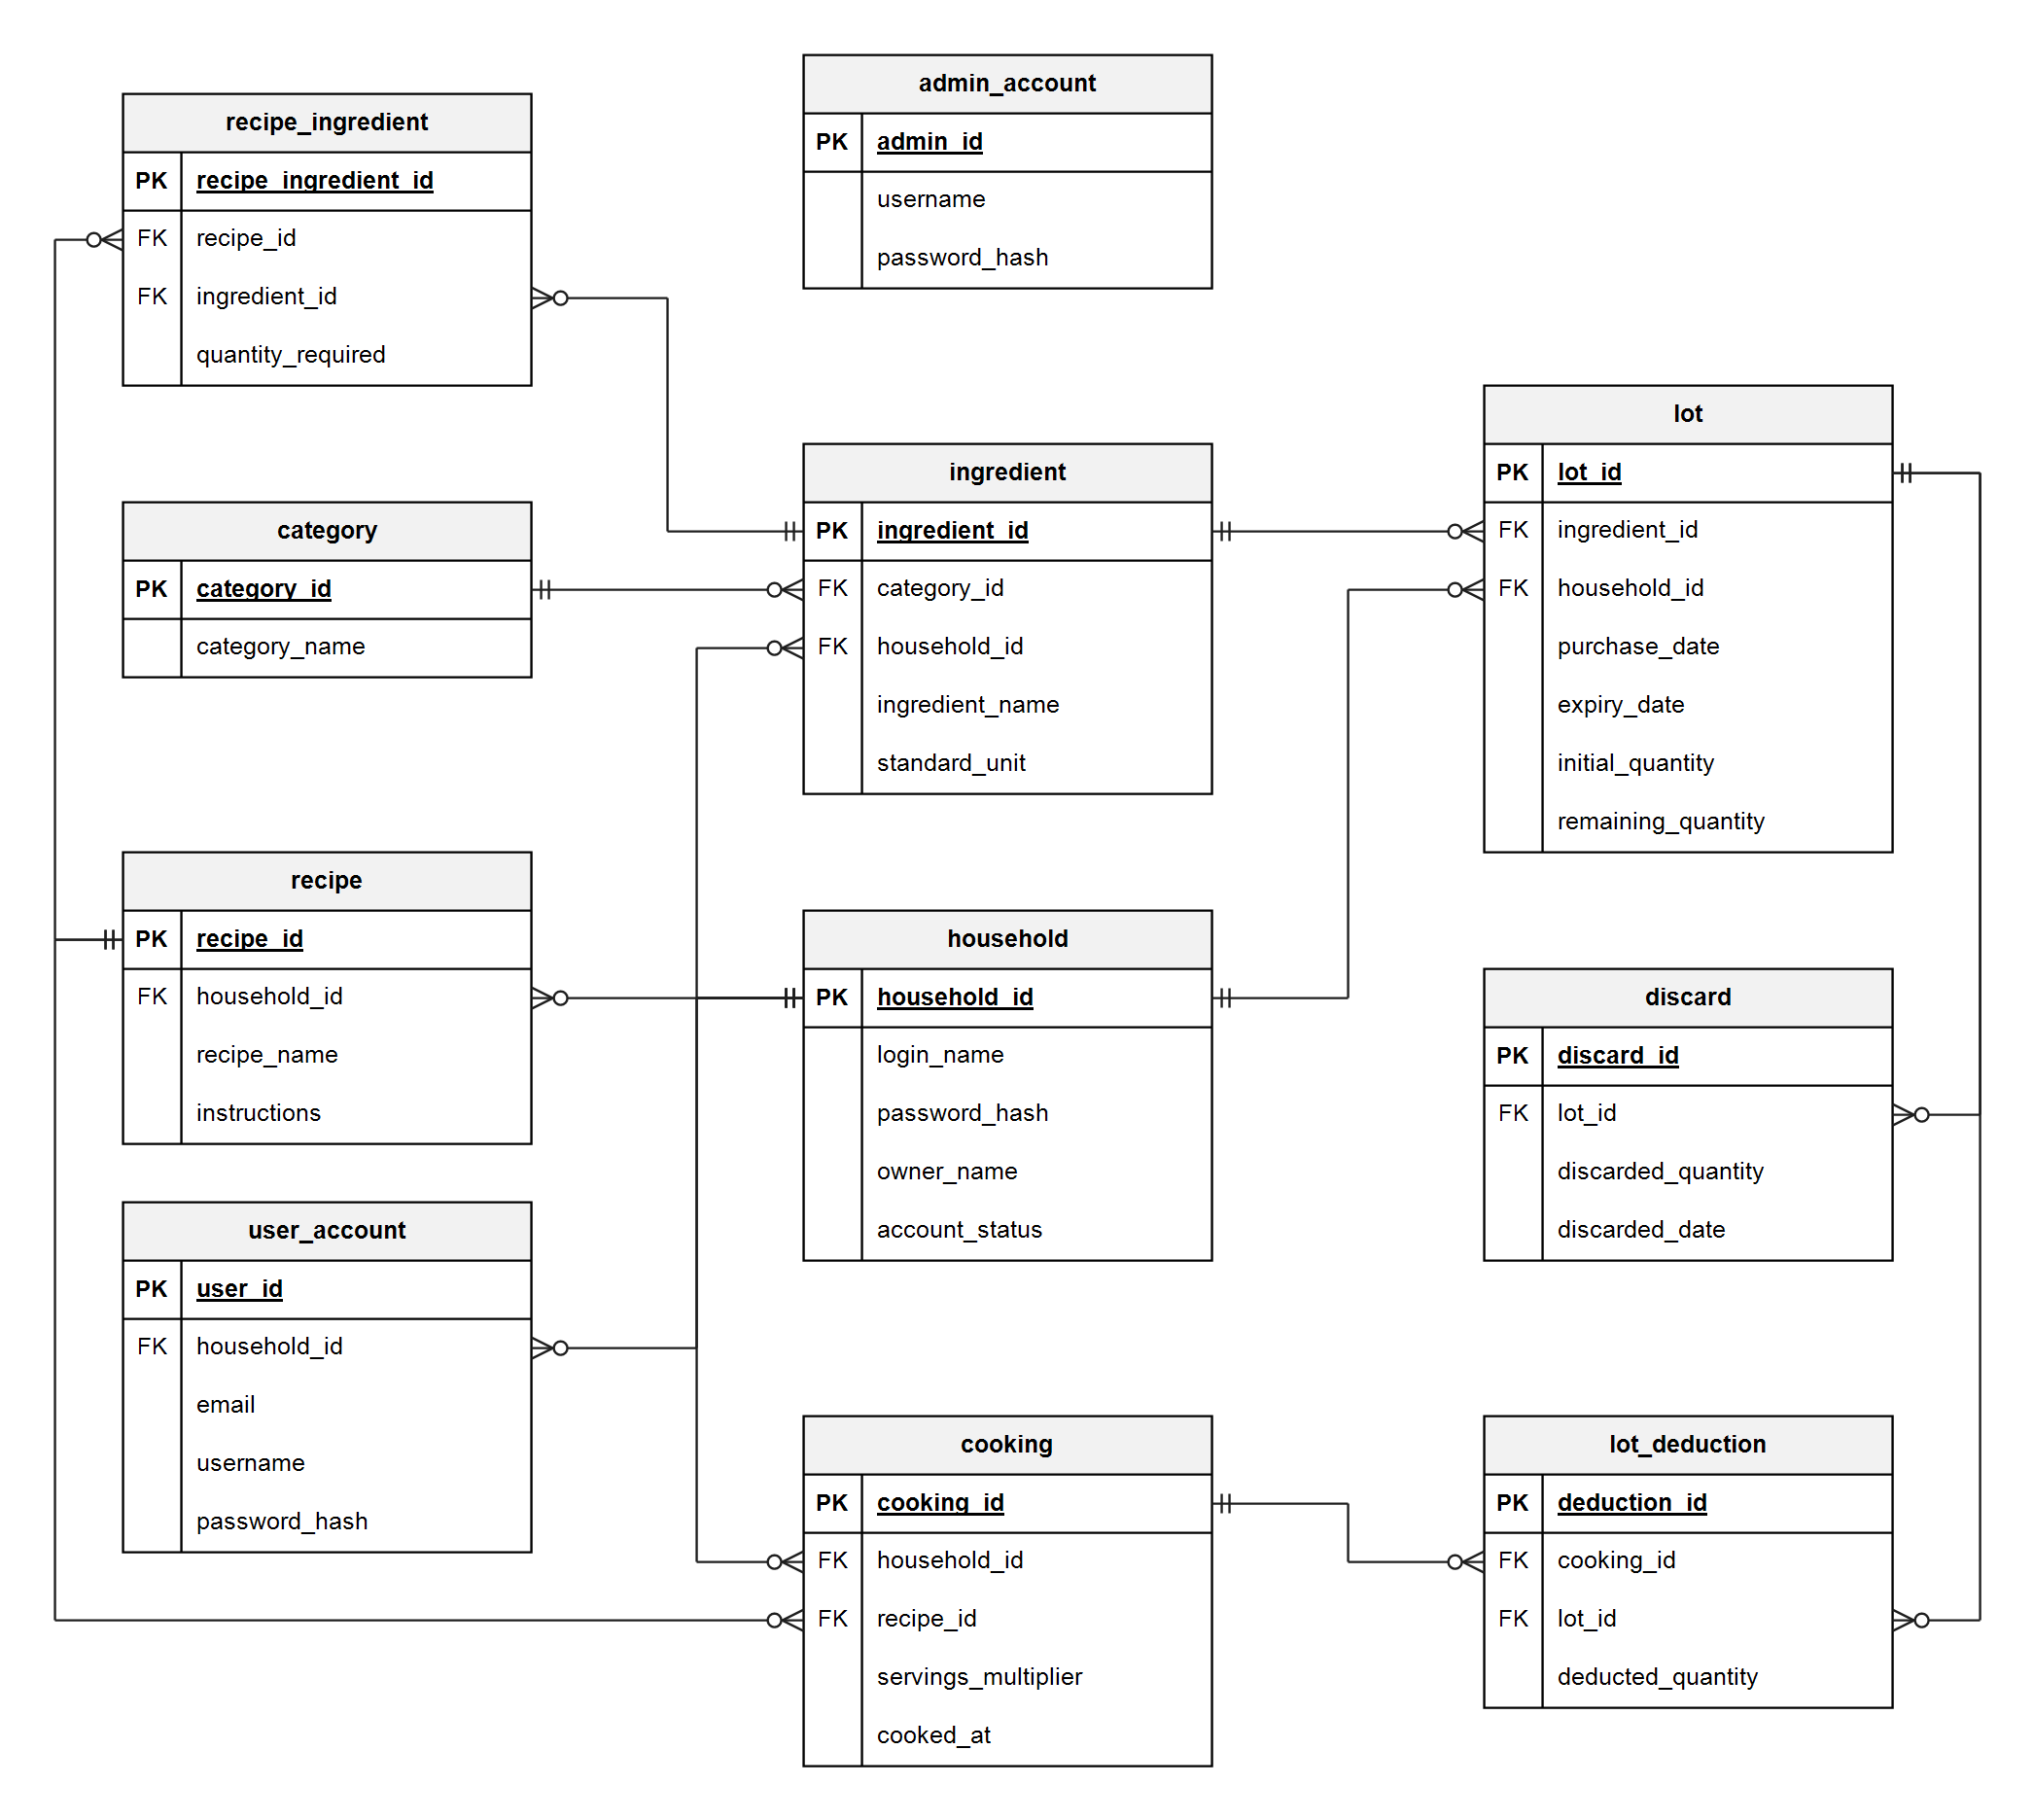 admin_account
PK admin_id
username
password_hash
recipe_ingredient
PK recipe_ingredient_id
FK recipe_id
FK ingredient_id
quantity_required
lot
PK lot_id
FK ingredient_id
FK household_id
purchase_date
expiry_date
initial_quantity
remaining_quantity
ingredient
PK ingredient_id
FK category_id
FK household_id
ingredient_name
standard_unit
category
PK category_id
category_name
recipe
PK recipe_id
FK household_id
recipe_name
instructions
household
PK household_id
login_name
password_hash
owner_name
account_status
discard
PK discard_id
FK lot_id
discarded_quantity
discarded_date
user_account
PK user_id
FK household_id
email
username
password_hash
cooking
PK cooking_id
FK household_id
FK recipe_id
servings_multiplier
cooked_at
lot_deduction
PK deduction_id
FK cooking_id
FK lot_id
deducted_quantity